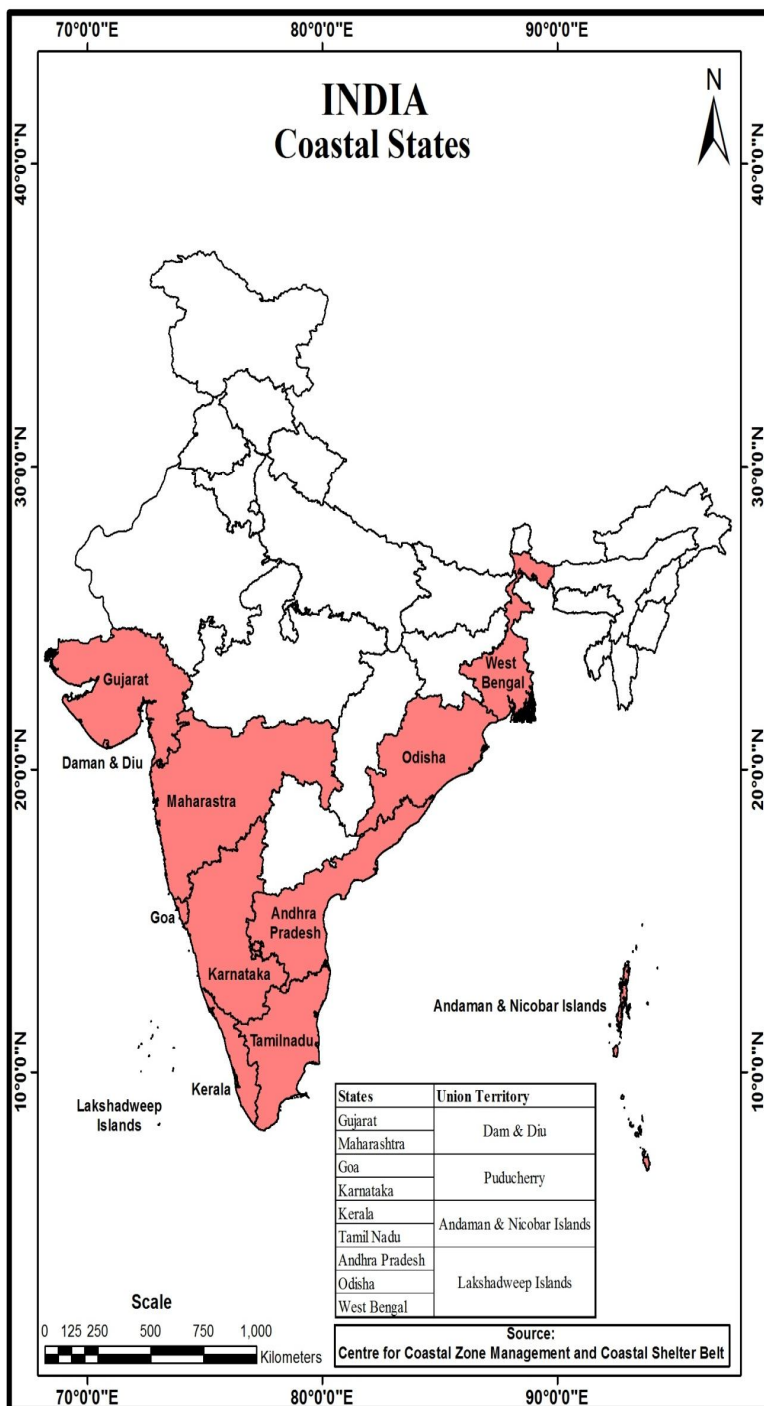 70°0'0"E 80°0'0"E 90°0'0"E
INDIA
Coastal States
N
40°0'0"N 40°0'0"N
30°0'0"N 30°0'0"N
Gujarat
West
Bengal
Daman & Diu
Odisha
20°0'0"N 20°0'0"N
Maharastra
Goa
Andhra
Pradesh
Karnataka
Andaman & Nicobar Islands
Tamilnadu
10°0'0"N 10°0'0"N
Kerala
Lakshadweep
Islands
States Union Territory
Gujarat
Dam & Diu
Maharashtra
Goa
Puducherry
Karnataka
Kerala
Andaman & Nicobar Islands
Tamil Nadu
Andhra Pradesh
Odisha Lakshadweep Islands
West Bengal
Scale
0 125 250 500 750 1,000
Kilometers
Source:
Centre for Coastal Zone Management and Coastal Shelter Belt
70°0'0"E 80°0'0"E 90°0'0"E